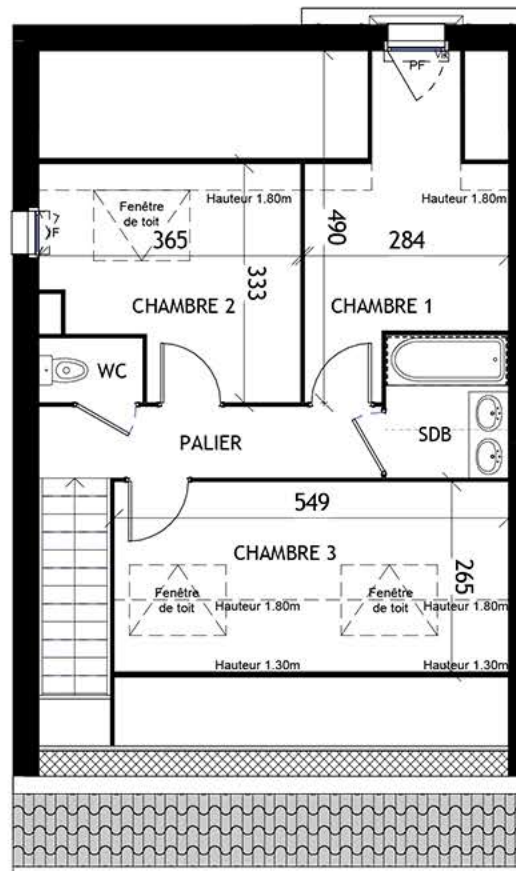 PF
Hauteur 1.80m
Hauteur 1.80m
Fenêtre
de toit
F
365
490
284
333
CHAMBRE 2
CHAMBRE 1
WC
PALIER
SDB
549
CHAMBRE 3
265
Fenêtre
de toit
Fenêtre
de toit
Hauteur 1.80m
Hauteur 1.80m
Hauteur 1.30m
Hauteur 1.30m